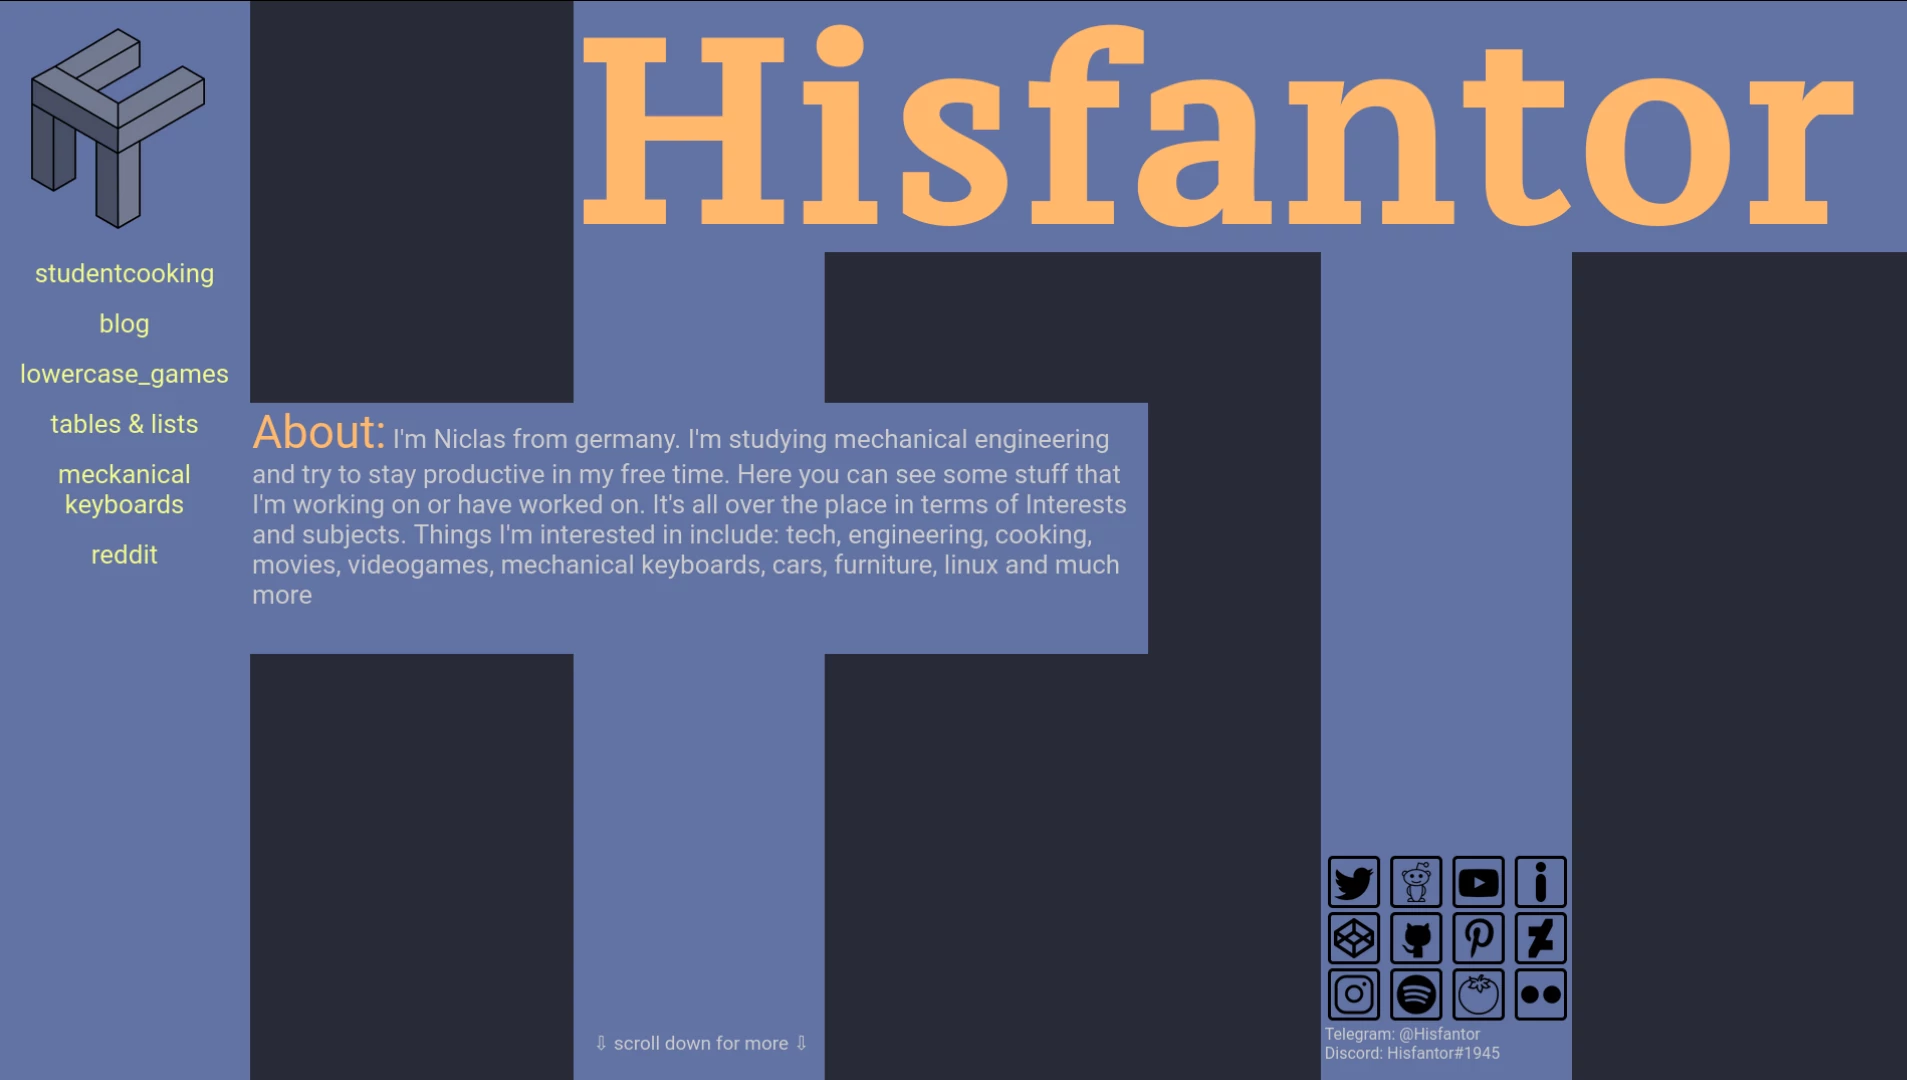 Hisfantor
studentcooking
blog
lowercase_games
tables & lists
meckanical
keyboards
reddit
About: I'm Niclas from germany. I'm studying mechanical engineering
and try to stay productive in my free time. Here you can see some stuff that
I'm working on or have worked on. It's all over the place in terms of Interests
and subjects. Things I'm interested in include: tech, engineering, cooking,
movies, videogames, mechanical keyboards, cars, furniture, linux and much
more
⇩ scroll down for more ⇩
Telegram: @Hisfantor
Discord: Hisfantor#1945